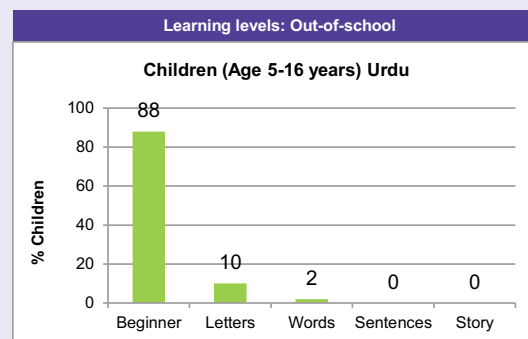 Learning levels: Out-of-school
Children (Age 5-16 years) Urdu
% Children
100
80
60
40
20
0
88
10
2
0
0
Beginner Letters Words Sentences Story